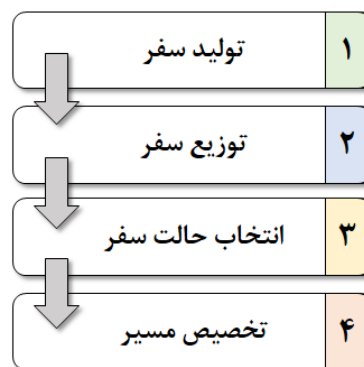 ۱ تولید سفر
۲ توزیع سفر
۳ انتخاب حالت سفر
۴ تخصیص مسیر